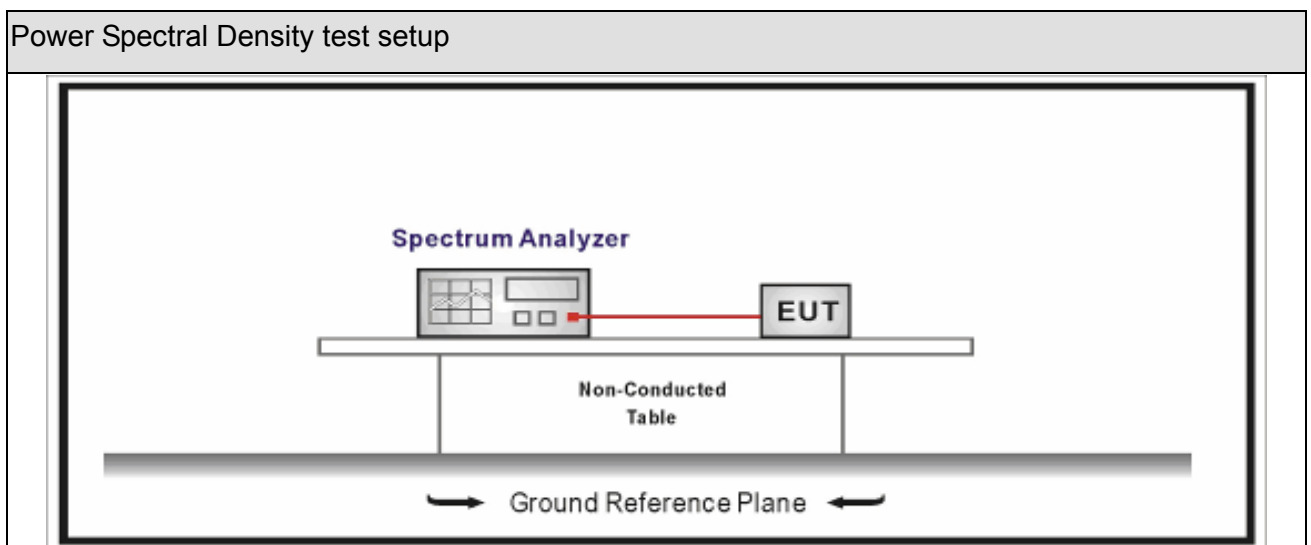 Power Spectral Density test setup
Spectrum Analyzer
EUT
Non-Conducted
Table
Ground Reference Plane